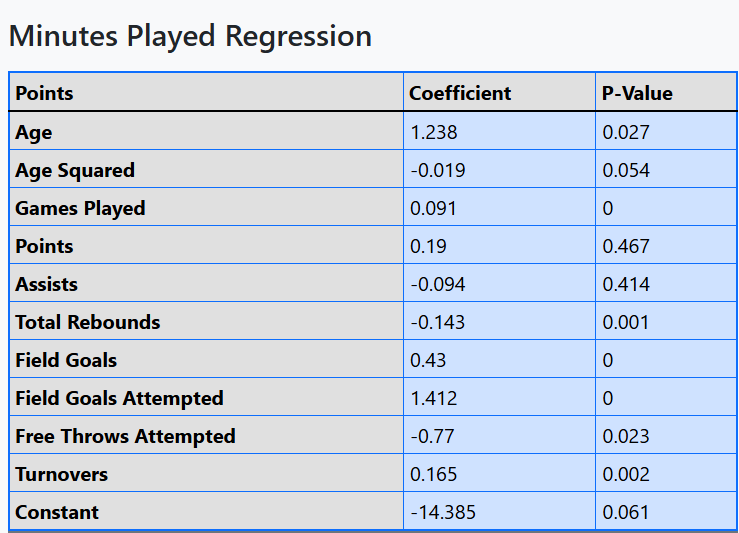 Minutes Played Regression
Points Coefficient P-Value
Age 1.238 0.027
Age Squared -0.019 0.054
Games Played 0.091 0
Points 0.19 0.467
Assists -0.094 0.414
Total Rebounds -0.143 0.001
Field Goals 0.43 0
Field Goals Attempted 1.412 0
Free Throws Attempted -0.77 0.023
Turnovers 0.165 0.002
Constant -14.385 0.061